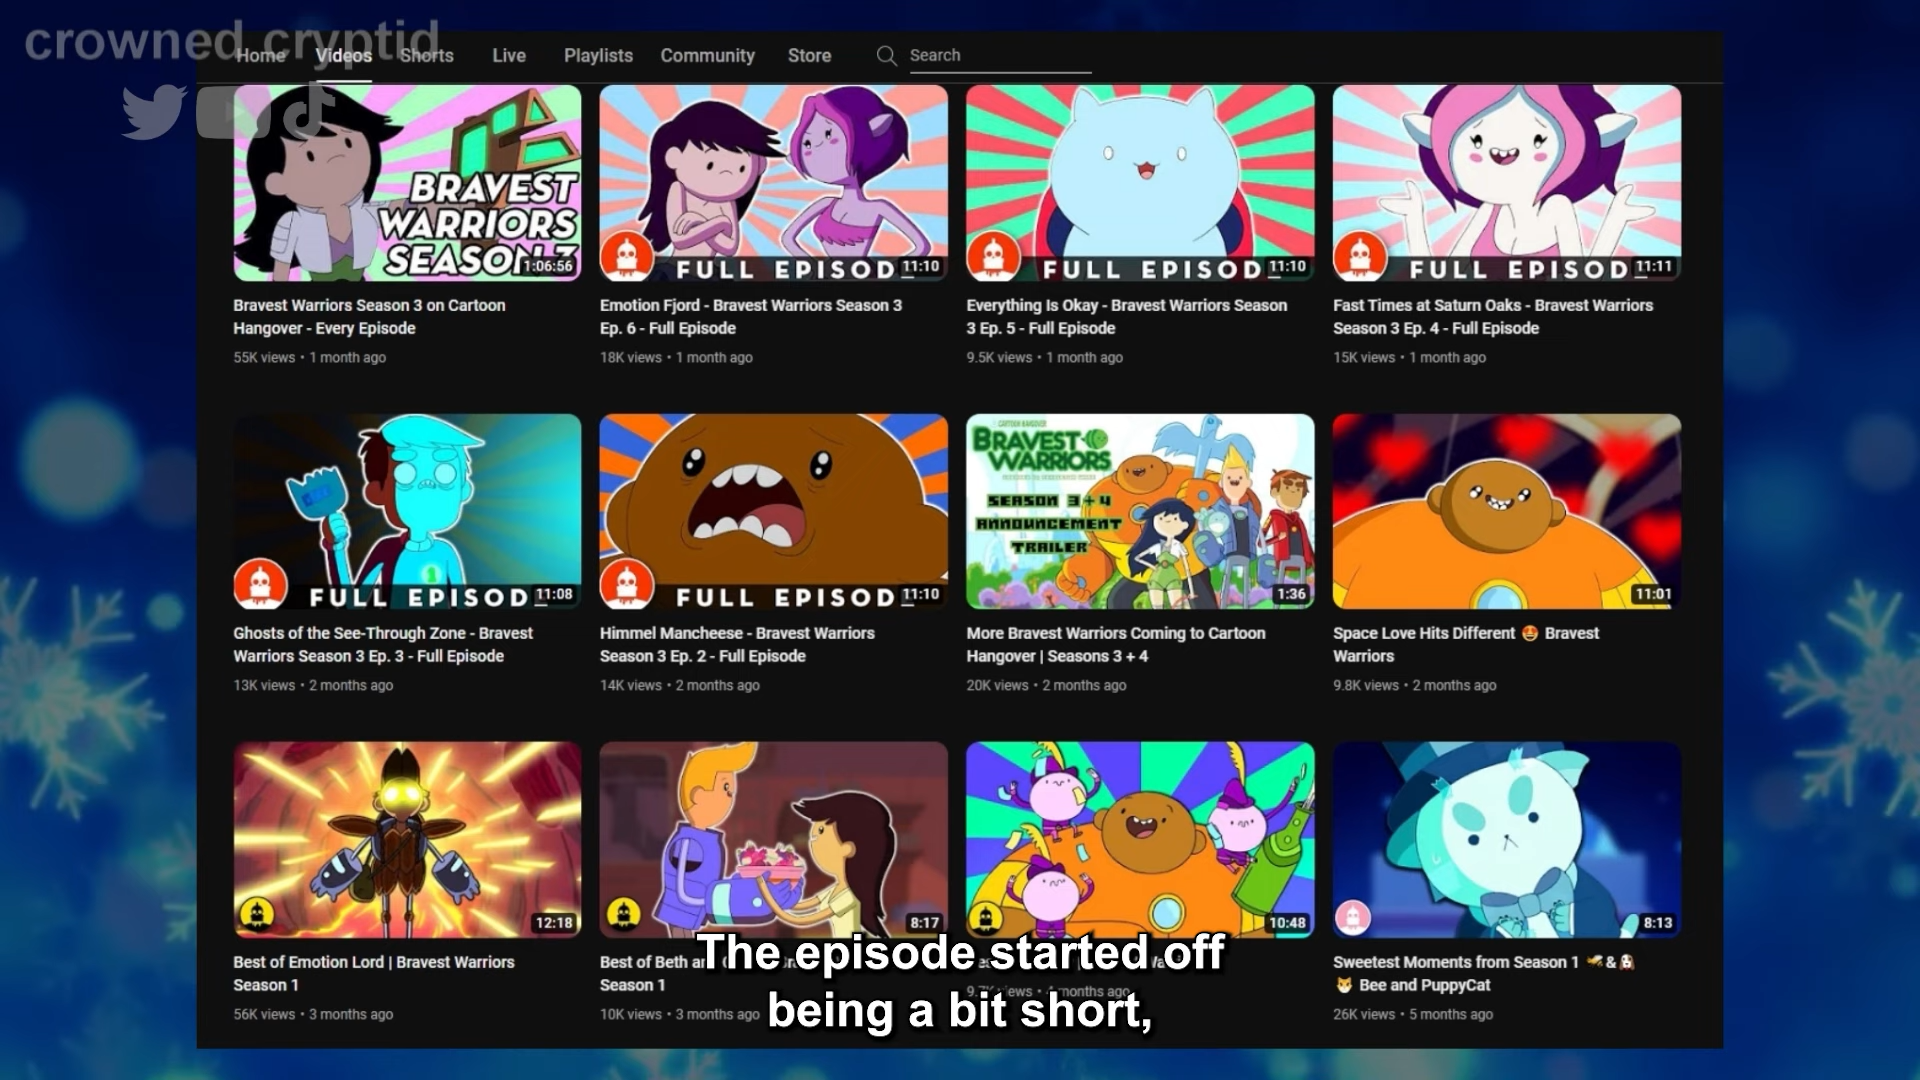 crowned.cryptid
Home Videos Shorts Live Playlists Community Store Search
BRAVEST
WARRIORS
SEASON 3
1:06:56
FULL EPISOD
11:10
FULL EPISOD
11:10
FULL EPISOD
11:11
Bravest Warriors Season 3 on Cartoon
Hangover - Every Episode
55K views • 1 month ago
Emotion Fjord - Bravest Warriors Season 3
Ep. 6 - Full Episode
18K views • 1 month ago
Everything Is Okay - Bravest Warriors Season
3 Ep. 5 - Full Episode
9.5K views • 1 month ago
Fast Times at Saturn Oaks - Bravest Warriors
Season 3 Ep. 4 - Full Episode
15K views • 1 month ago
FULL EPISOD
11:08
FULL EPISOD
11:10
CARTOON HANGOVER
BRAVEST
WARRIORS
SEASON 3 + 4
ANNOUNCEMENT
TRAILER
1:36
11:01
Ghosts of the See-Through Zone - Bravest
Warriors Season 3 Ep. 3 - Full Episode
13K views • 2 months ago
Himmel Mancheese - Bravest Warriors
Season 3 Ep. 2 - Full Episode
14K views • 2 months ago
More Bravest Warriors Coming to Cartoon
Hangover | Seasons 3 + 4
20K views • 2 months ago
Space Love Hits Different 🤩 Bravest
Warriors
9.8K views • 2 months ago
12:18
8:17
10:48
8:13
Best of Emotion Lord | Bravest Warriors
Season 1
56K views • 3 months ago
Best of Beth
Season 1
10K views • 3 months ago
months ago
Sweetest Moments from Season 1 🐝&🐶
🐱 Bee and PuppyCat
26K views • 5 months ago
The episode started off
being a bit short,